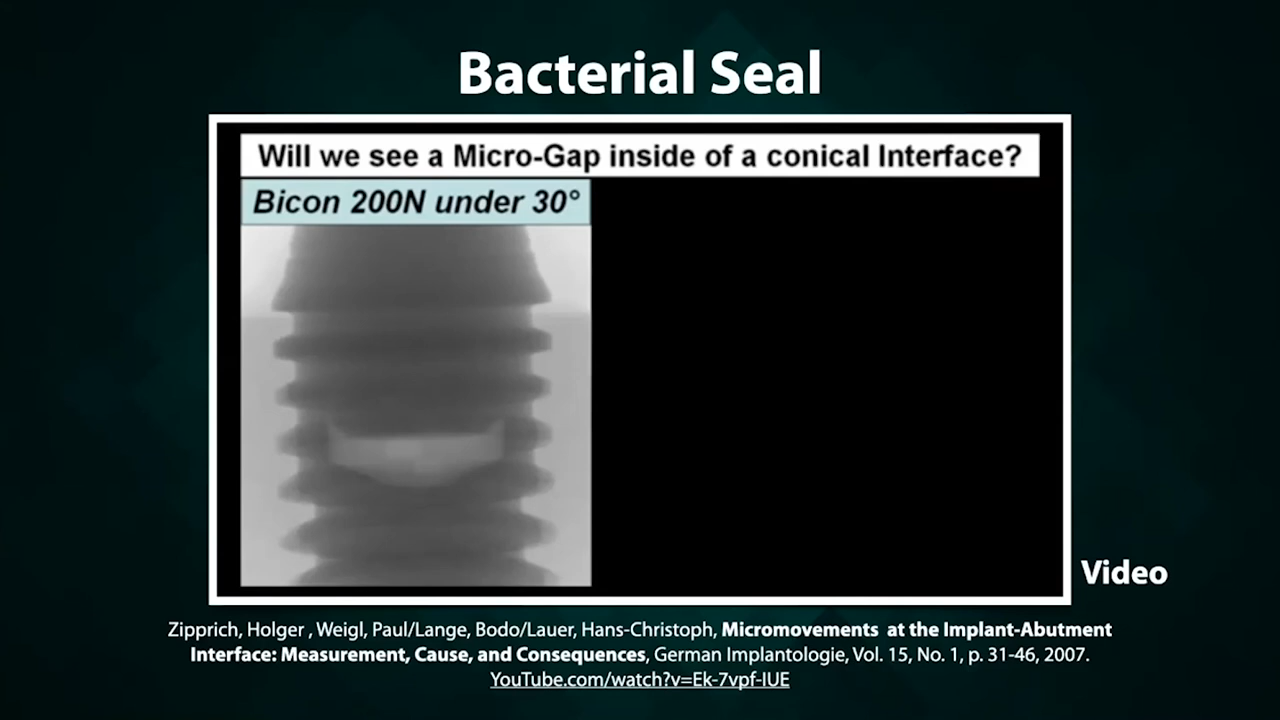 Bacterial Seal
Will we see a Micro-Gap inside of a conical Interface?
Bicon 200N under 30°
Video
Zipprich, Holger , Weigl, Paul/Lange, Bodo/Lauer, Hans-Christoph, Micromovements at the Implant-Abutment
Interface: Measurement, Cause, and Consequences, German Implantologie, Vol. 15, No. 1, p. 31-46, 2007.
YouTube.com/watch?v=Ek-7vpf-IUE